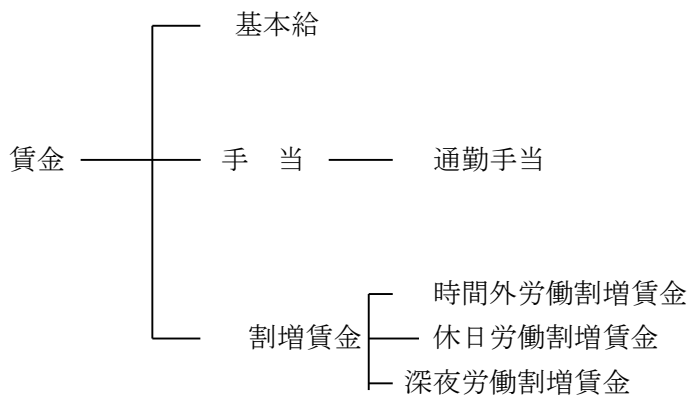 基本給
賃金 手　当 通勤手当
時間外労働割増賃金
割増賃金 休日労働割増賃金
深夜労働割増賃金